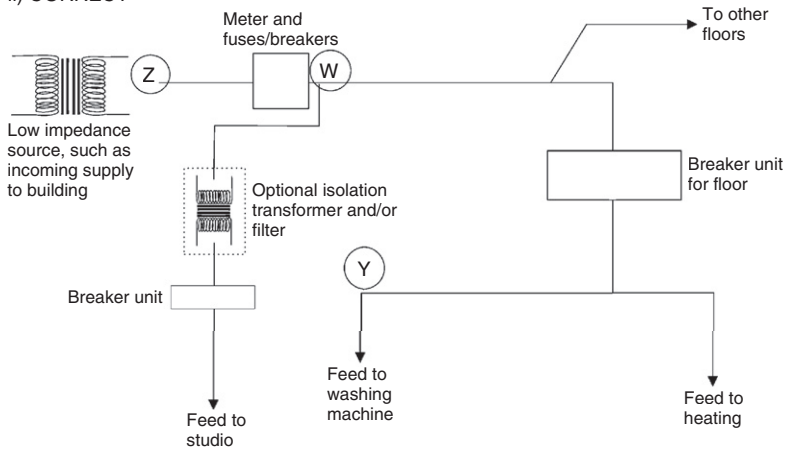 Meter and
fuses/breakers
To other
floors
Z
W
Low impedance
source, such as
incoming supply
to building
Optional isolation
transformer and/or
filter
Breaker unit
for floor
Y
Breaker unit
Feed to
washing
machine
Feed to
heating
Feed to
studio